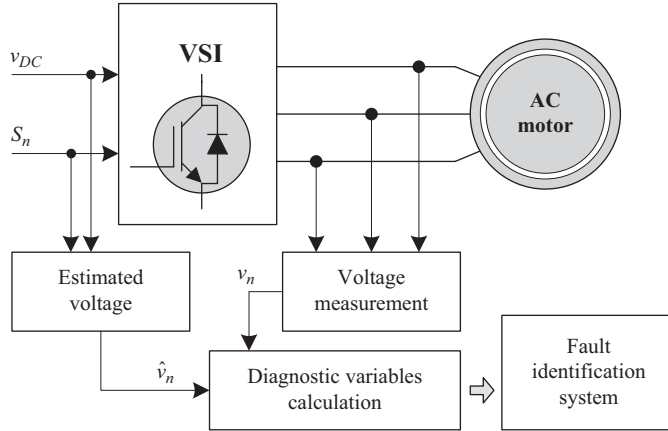 VSI
v_DC
S_n
AC
motor
Estimated
voltage
v_n
Voltage
measurement
v̂_n
Diagnostic variables
calculation
Fault
identification
system